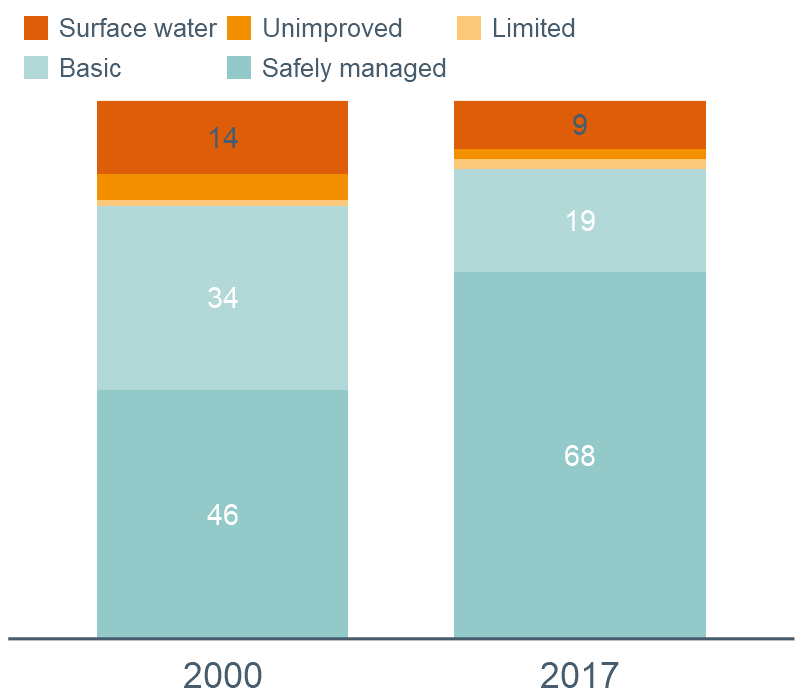 Surface water Unimproved Limited
Basic Safely managed
14 9
34 19
46 68
2000 2017